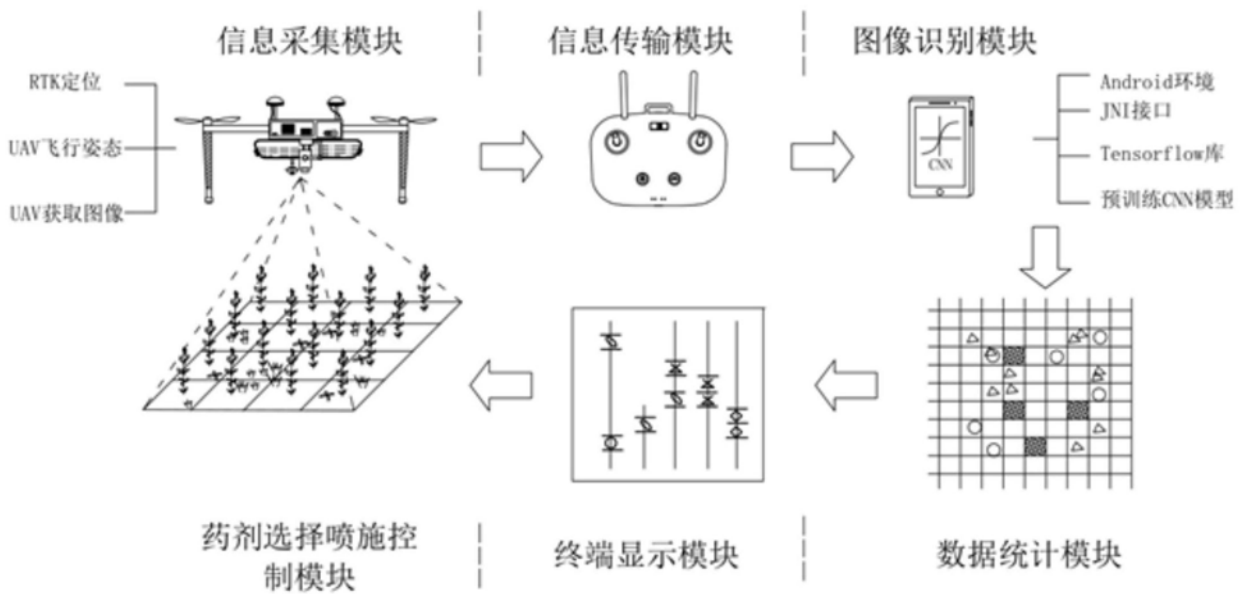 信息采集模块
信息传输模块
图像识别模块
RTK定位
UAV飞行姿态
UAV获取图像
CNN
Android环境
JNI接口
Tensorflow库
预训练CNN模型
药剂选择喷施控
制模块
终端显示模块
数据统计模块